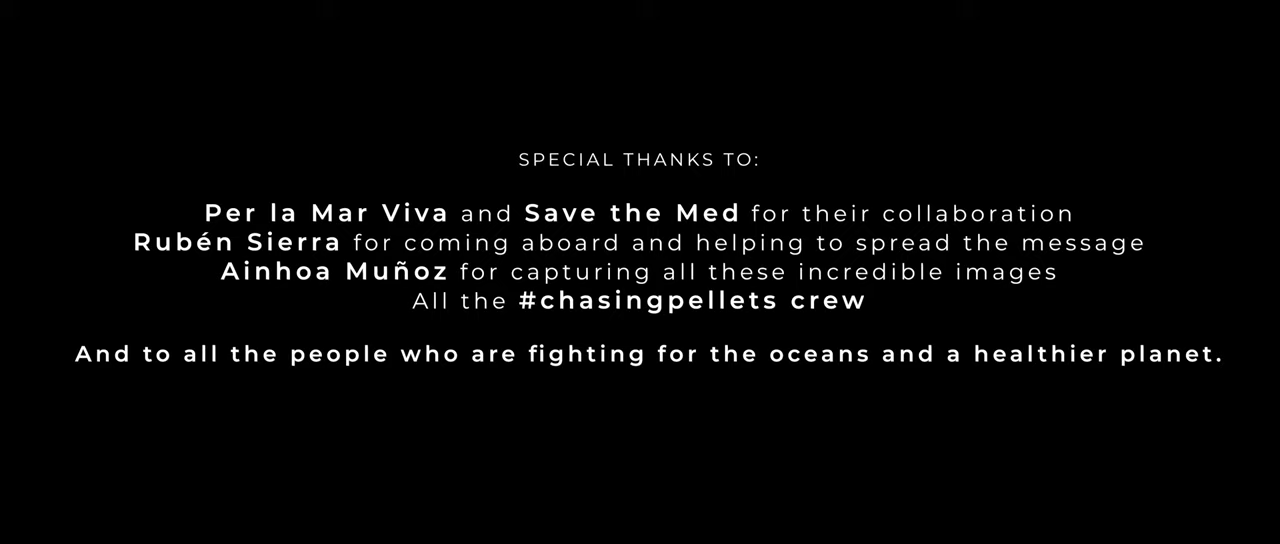 SPECIAL THANKS TO:
Per la Mar Viva and Save the Med for their collaboration
Rubén Sierra for coming aboard and helping to spread the message
Ainhoa Muñoz for capturing all these incredible images
All the #chasingpellets crew
And to all the people who are fighting for the oceans and a healthier planet.